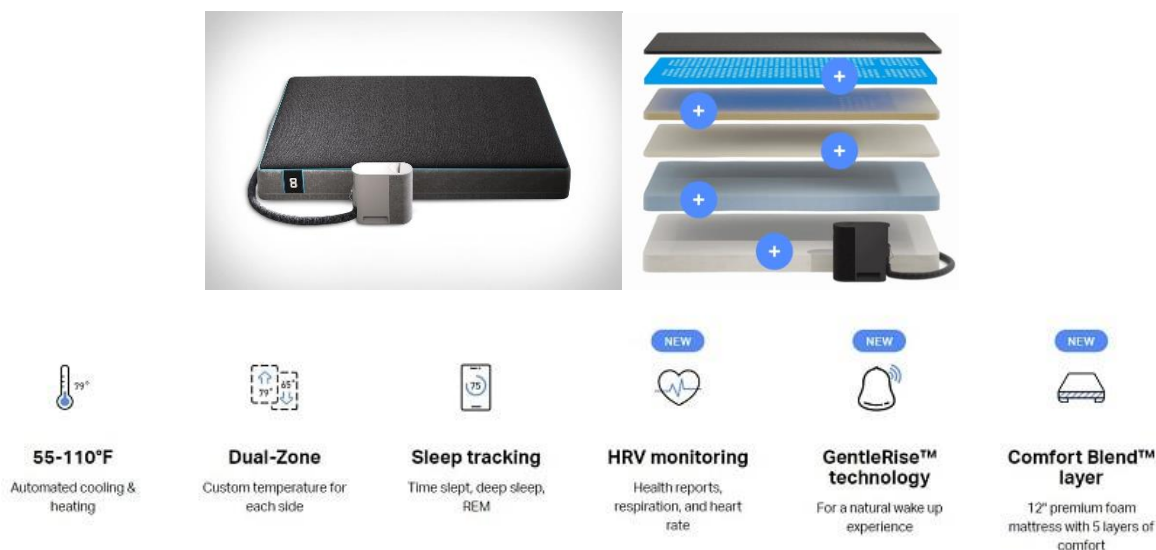 8
NEW
NEW
NEW
79°
79°
65°
75
55-110°F
Automated cooling &
heating
Dual-Zone
Custom temperature for
each side
Sleep tracking
Time slept, deep sleep,
REM
HRV monitoring
Health reports,
respiration, and heart
rate
GentleRise™
technology
For a natural wake up
experience
Comfort Blend™
layer
12" premium foam
mattress with 5 layers of
comfort